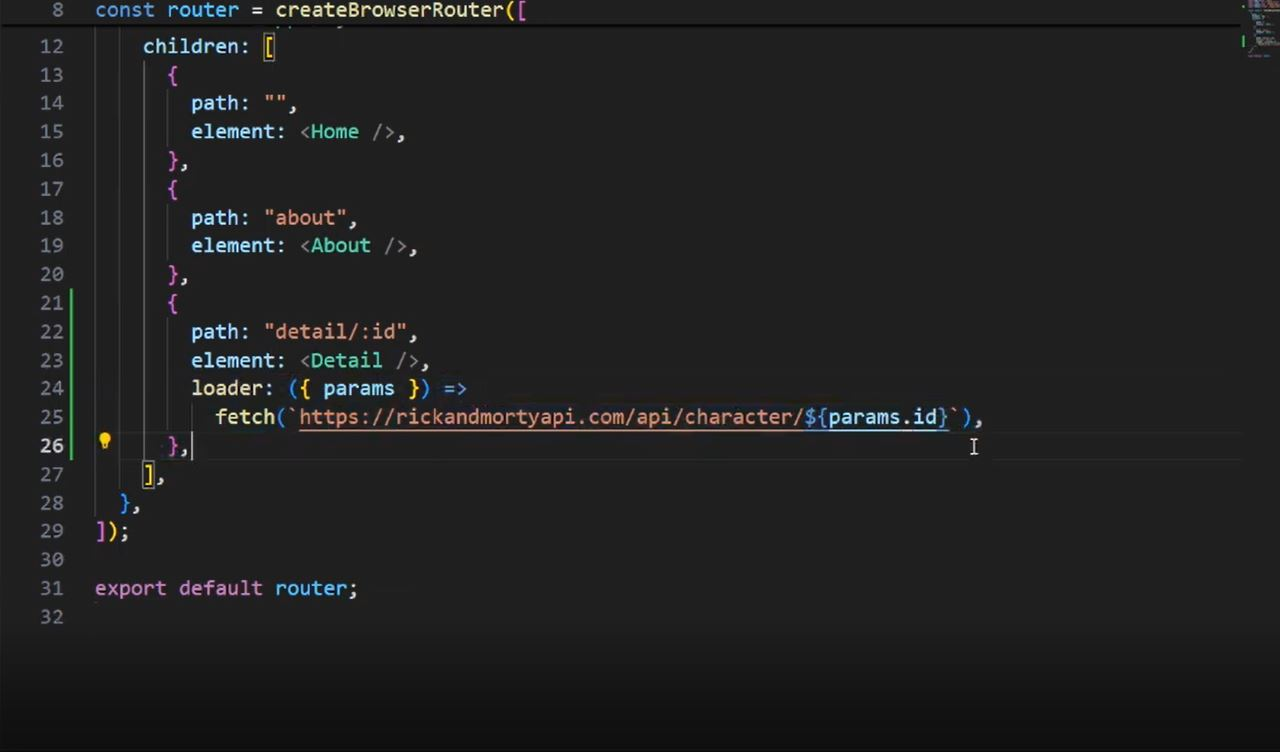 8 const router = createBrowserRouter([
12 children: [
13 {
14 path: "",
15 element: <Home />,
16 },
17 {
18 path: "about",
19 element: <About />,
20 },
21 {
22 path: "detail/:id",
23 element: <Detail />,
24 loader: ({ params }) =>
25 fetch(`https://rickandmortyapi.com/api/character/${params.id}`),
26 },
27 ],
28 },
29 ]);
30
31 export default router;
32